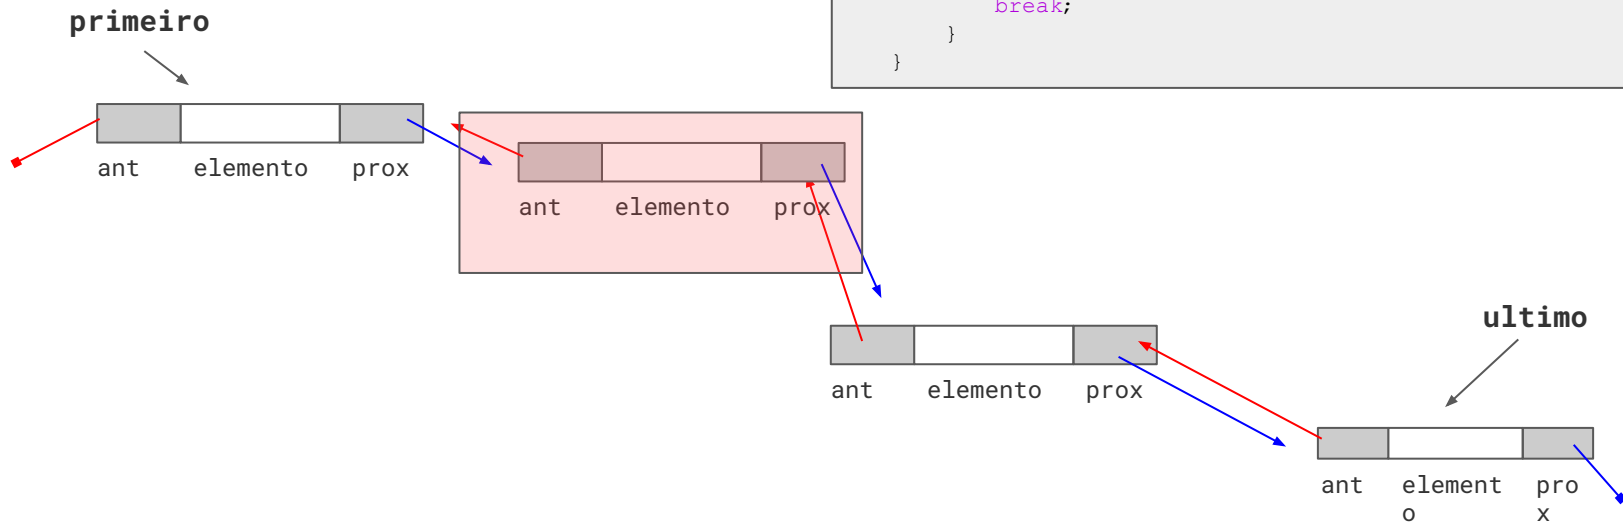 primeiro
break;
}
}
ant elemento prox
ant elemento prox
ultimo
ant elemento prox
ant element pro
o x